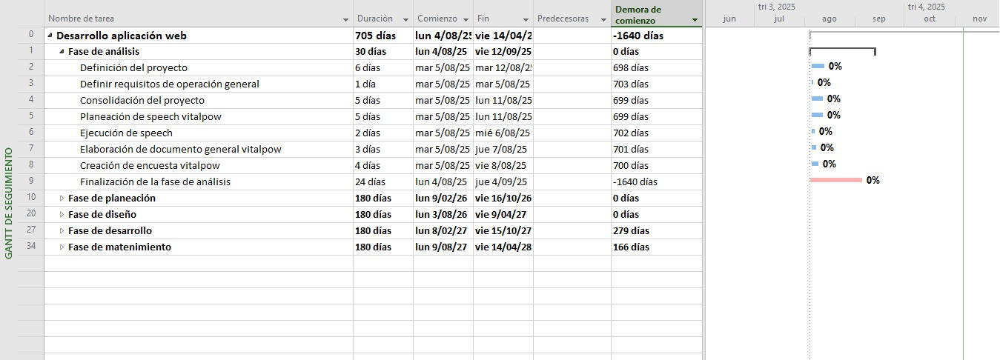 Nombre de tarea Duración Comienzo Fin Predecesoras Demora de comienzo
tri 3, 2025 tri 4, 2025
jun jul ago sep oct nov
0 Desarrollo aplicación web 705 días lun 4/08/25 vie 14/04/2 -1640 días
1 Fase de análisis 30 días lun 4/08/25 vie 12/09/25 0 días
2 Definición del proyecto 6 días mar 5/08/25 mar 12/08/25 698 días 0%
3 Definir requisitos de operación general 1 día mar 5/08/25 mar 5/08/25 703 días 0%
4 Consolidación del proyecto 5 días mar 5/08/25 lun 11/08/25 699 días 0%
5 Planeación de speech vitalpow 5 días mar 5/08/25 lun 11/08/25 699 días 0%
6 Ejecución de speech 2 días mar 5/08/25 mié 6/08/25 702 días 0%
7 Elaboración de documento general vitalpow 3 días mar 5/08/25 jue 7/08/25 701 días 0%
8 Creación de encuesta vitalpow 4 días mar 5/08/25 vie 8/08/25 700 días 0%
9 Finalización de la fase de análisis 24 días lun 4/08/25 jue 4/09/25 -1640 días 0%
10 Fase de planeación 180 días lun 9/02/26 vie 16/10/26 0 días
20 Fase de diseño 180 días lun 3/08/26 vie 9/04/27 0 días
27 Fase de desarrollo 180 días lun 8/02/27 vie 15/10/27 279 días
34 Fase de matenimiento 180 días lun 9/08/27 vie 14/04/28 166 días
GANTT DE SEGUIMIENTO